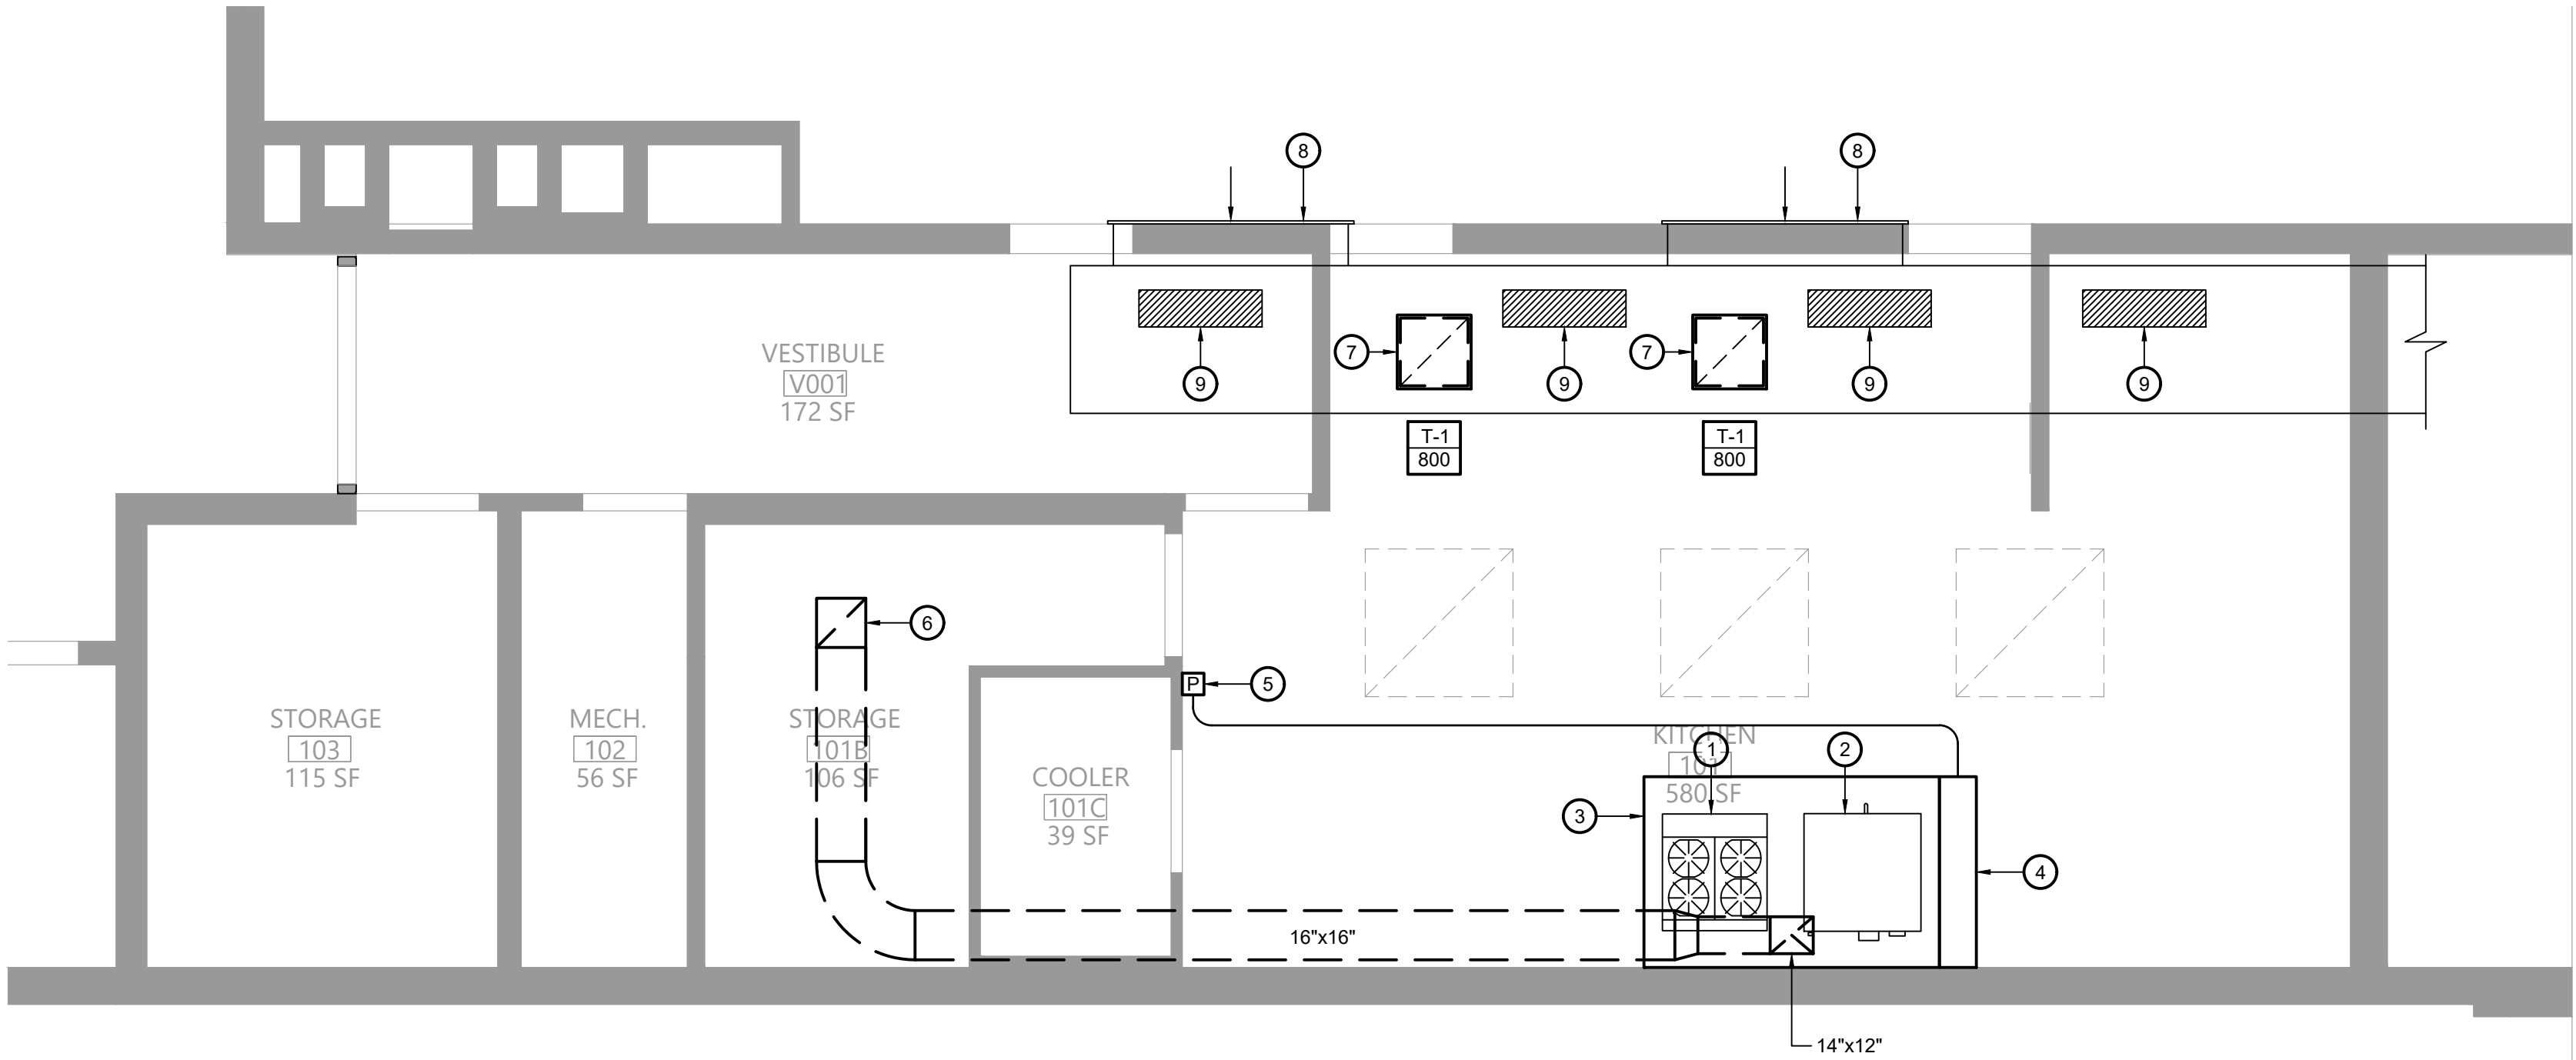 8
8
7
7
9
9
9
9
VESTIBULE
V001
172 SF
T-1
800
T-1
800
6
P
5
STORAGE
103
115 SF
MECH.
102
56 SF
STORAGE
101B
106 SF
COOLER
101C
39 SF
KITCHEN
101
580 SF
1
2
3
4
16"x16"
14"x12"